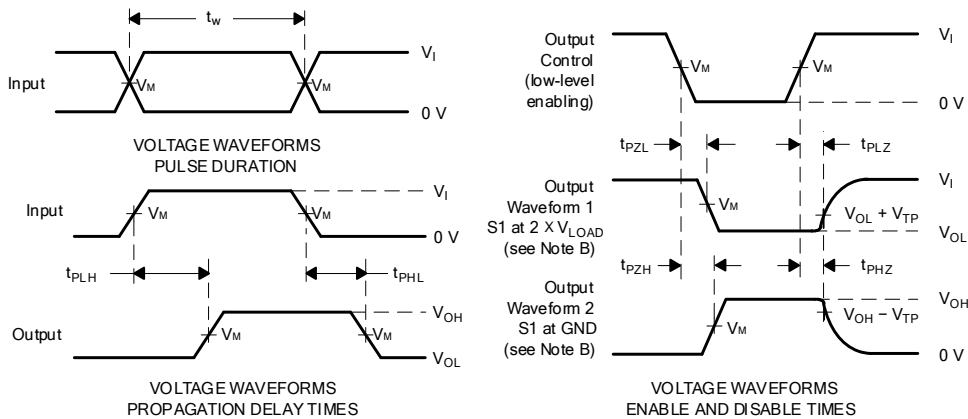 t_w
V_I
Input
V_M
V_M
0 V
VOLTAGE WAVEFORMS
PULSE DURATION
V_I
Input
V_M
V_M
0 V
t_PLH
t_PHL
V_OH
Output
V_M
V_M
V_OL
VOLTAGE WAVEFORMS
PROPAGATION DELAY TIMES
Output
Control
(low-level
enabling)
V_I
V_M
V_M
0 V
t_PZL
t_PLZ
Output
Waveform 1
S1 at 2 X V_LOAD
(see Note B)
V_I
V_M
V_OL + V_TP
V_OL
t_PZH
t_PHZ
Output
Waveform 2
S1 at GND
(see Note B)
V_OH
V_OH − V_TP
V_M
0 V
VOLTAGE WAVEFORMS
ENABLE AND DISABLE TIMES